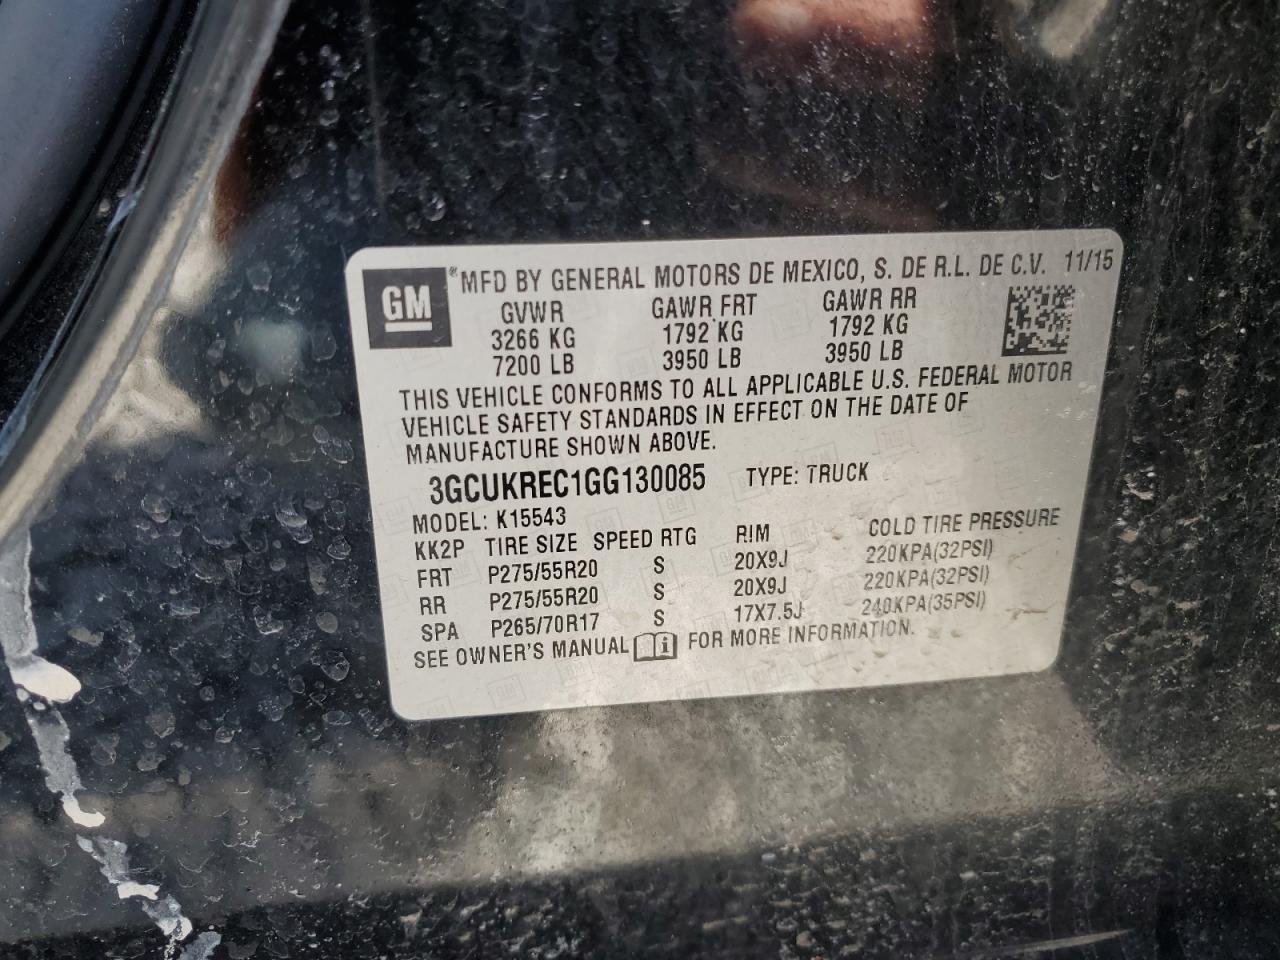 GM ® MFD BY GENERAL MOTORS DE MEXICO, S. DE R.L. DE C.V. 11/15
GVWR GAWR FRT GAWR RR
3266 KG 1792 KG 1792 KG
7200 LB 3950 LB 3950 LB
THIS VEHICLE CONFORMS TO ALL APPLICABLE U.S. FEDERAL MOTOR
VEHICLE SAFETY STANDARDS IN EFFECT ON THE DATE OF
MANUFACTURE SHOWN ABOVE.
3GCUKREC1GG130085 TYPE: TRUCK
MODEL: K15543
KK2P TIRE SIZE SPEED RTG RIM COLD TIRE PRESSURE
FRT P275/55R20 S 20X9J 220KPA(32PSI)
RR P275/55R20 S 20X9J 220KPA(32PSI)
SPA P265/70R17 S 17X7.5J 240KPA(35PSI)
SEE OWNER'S MANUAL i FOR MORE INFORMATION.